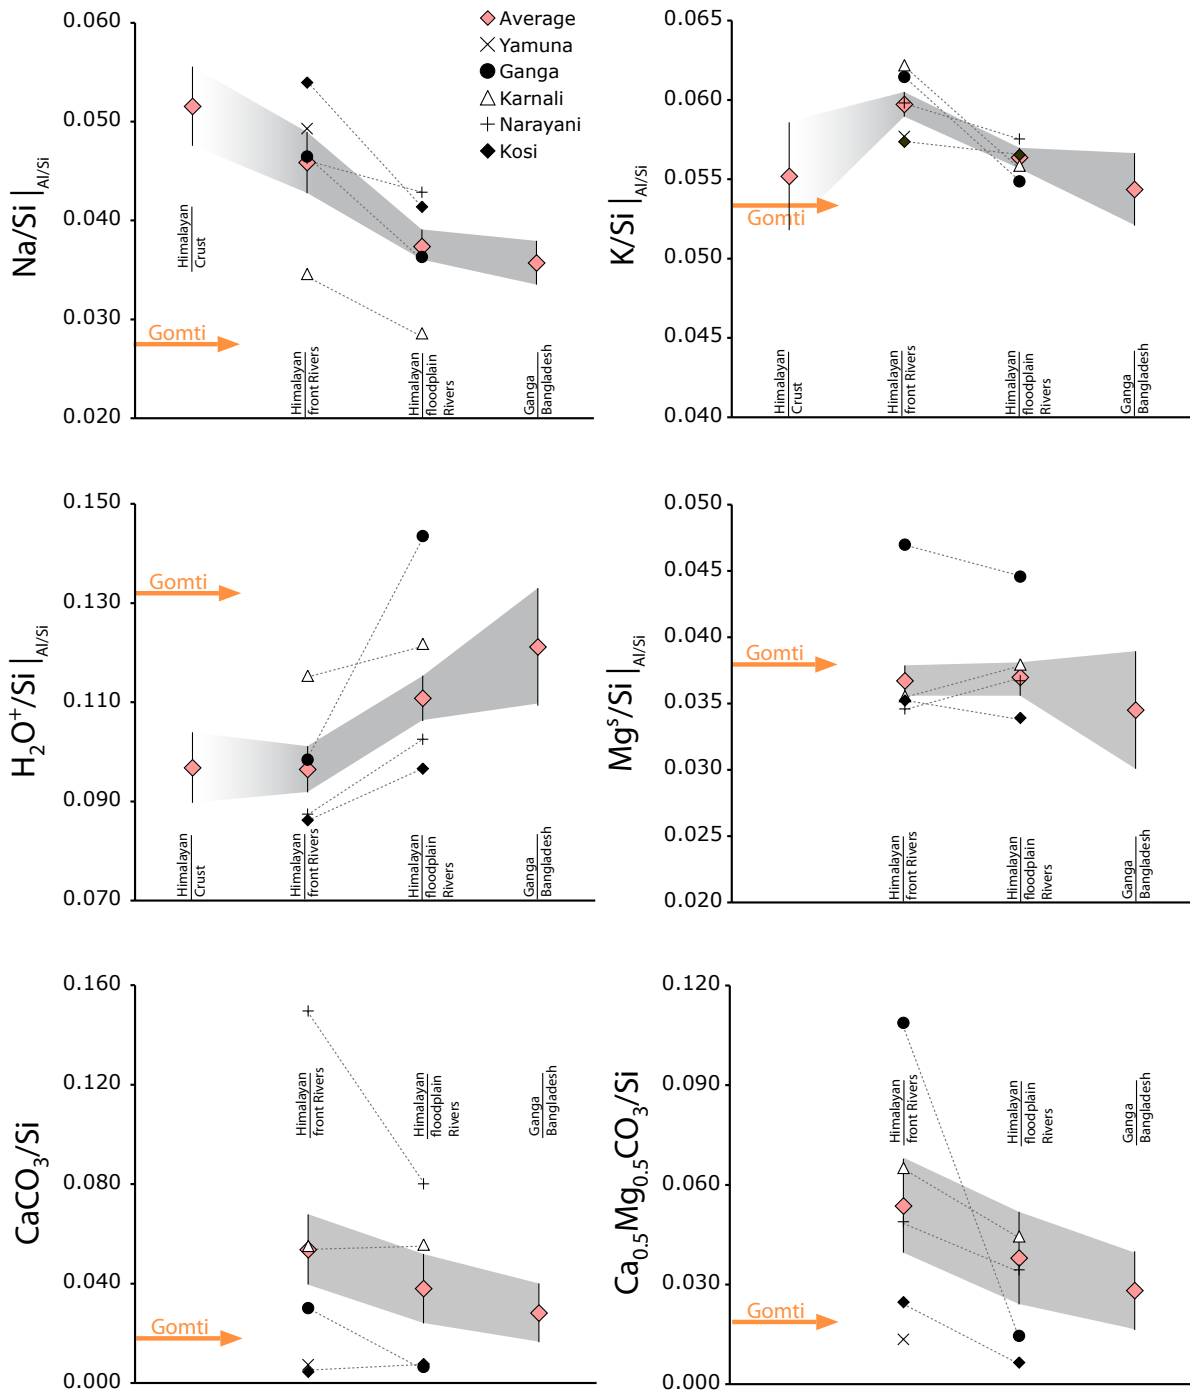 0.060
0.050
0.040
0.030
0.020
Na/Si |Al/Si
Average
Yamuna
Ganga
Karnali
Narayani
Kosi
Gomti
Himalayan
Crust
Himalayan
front Rivers
Himalayan
floodplain
Rivers
Ganga
Bangladesh
0.065
0.060
0.055
0.050
0.045
0.040
K/Si |Al/Si
Gomti
Himalayan
Crust
Himalayan
front Rivers
Himalayan
floodplain
Rivers
Ganga
Bangladesh
0.150
0.130
0.110
0.090
0.070
H₂O⁺/Si |Al/Si
Gomti
Himalayan
Crust
Himalayan
front Rivers
Himalayan
floodplain
Rivers
Ganga
Bangladesh
0.050
0.045
0.040
0.035
0.030
0.025
0.020
Mgˢ/Si |Al/Si
Gomti
Himalayan
front Rivers
Himalayan
floodplain
Rivers
Ganga
Bangladesh
0.160
0.120
0.080
0.040
0.000
CaCO₃/Si
Gomti
Himalayan
front Rivers
Himalayan
floodplain
Rivers
Ganga
Bangladesh
0.120
0.090
0.060
0.030
0.000
Ca₀.₅Mg₀.₅CO₃/Si
Gomti
Himalayan
front Rivers
Himalayan
floodplain
Rivers
Ganga
Bangladesh